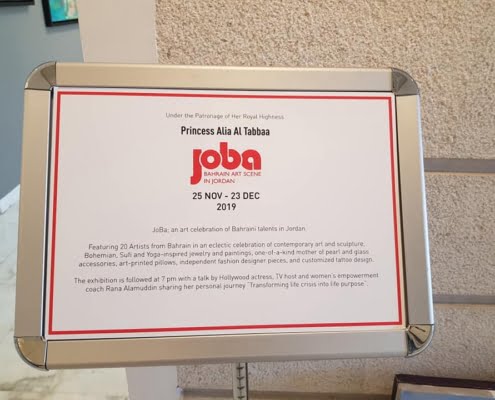 Under the Patronage of Her Royal Highness
Princess Alia Al Tabbaa
joba
BAHRAIN ART SCENE
IN JORDAN
25 NOV - 23 DEC
2019
JoBa; an art celebration of Bahraini talents in Jordan.
Featuring 20 Artists from Bahrain in an eclectic celebration of contemporary art and sculpture,
Bohemian, Sufi and Yoga-inspired jewelry and paintings, one-of-a-kind mother of pearl and glass
accessories, art-printed pillows, independent fashion designer pieces, and customized tattoo design.
The exhibition is followed at 7 pm with a talk by Hollywood actress, TV host and women's empowerment
coach Rana Alamuddin sharing her personal journey "Transforming life crisis into life purpose".